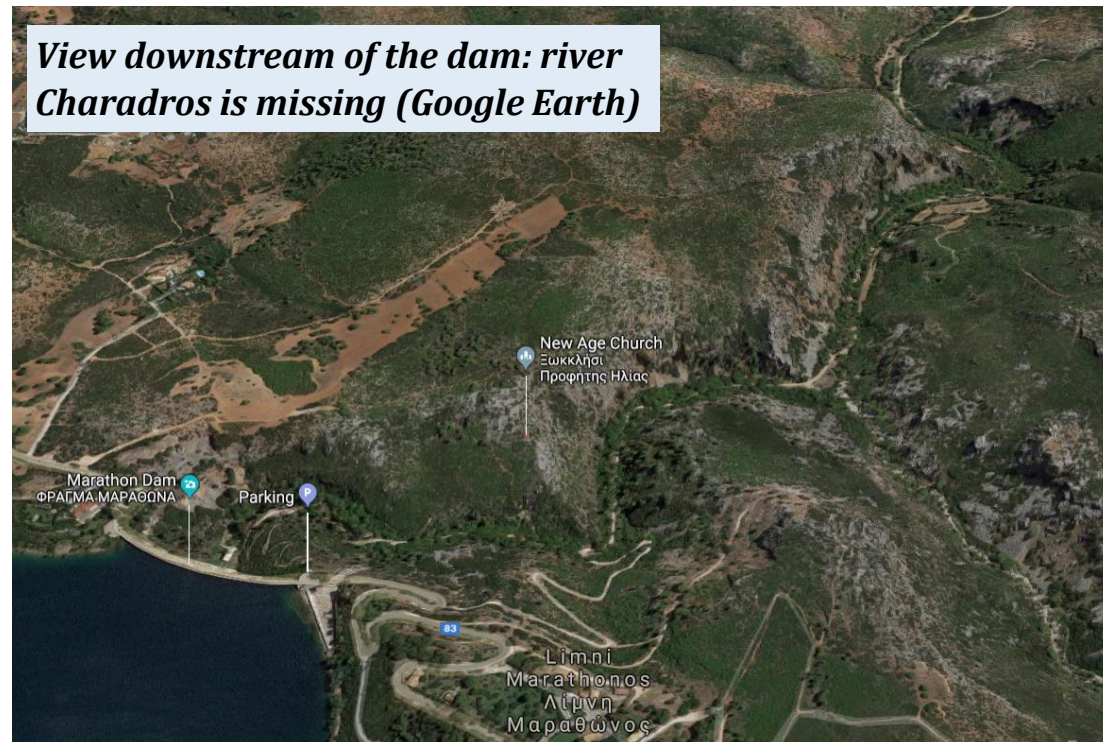 View downstream of the dam: river
Charadros is missing (Google Earth)
New Age Church
Ξωκκλήσι
Προφήτης Ηλίας
Marathon Dam
ΦΡΑΓΜΑ ΜΑΡΑΘΩΝΑ
Parking
P
83
Limni
Marathonos
Λίμνη
Μαραθώνος